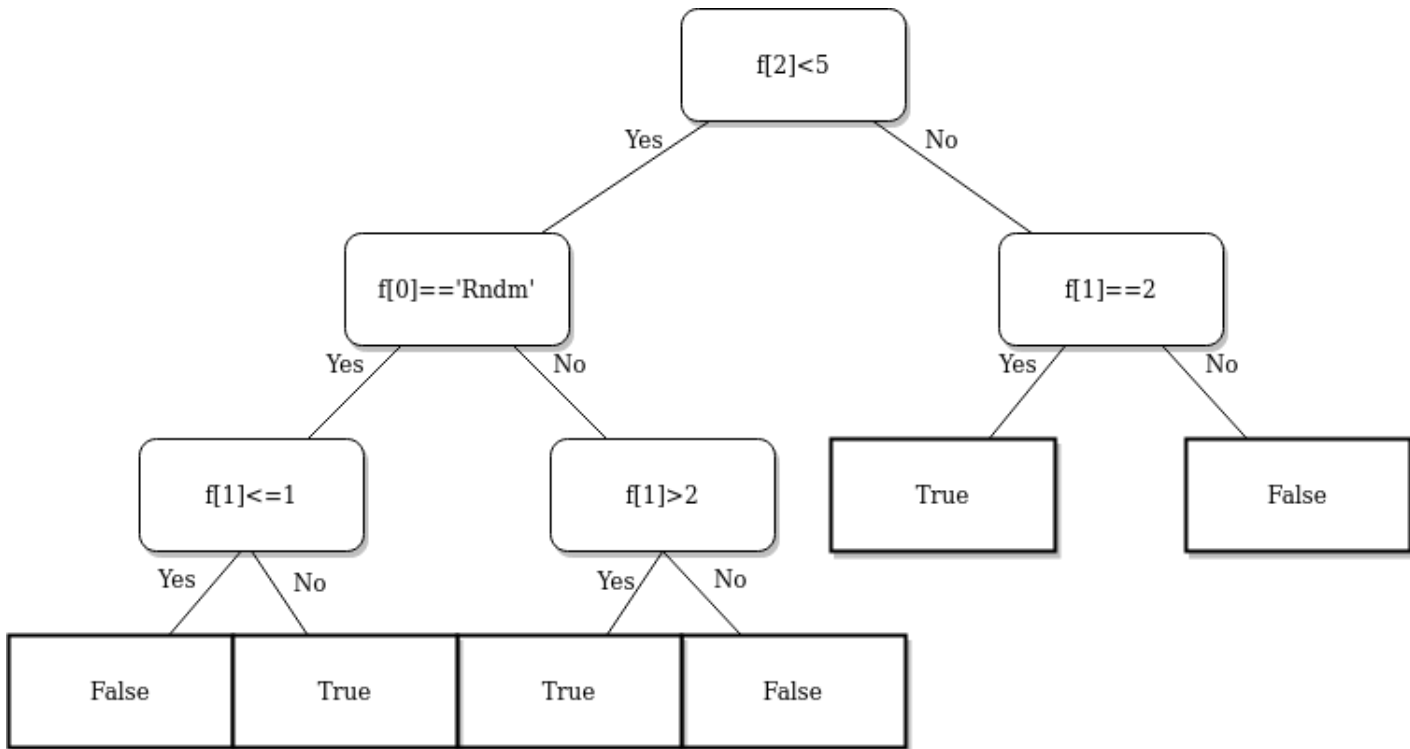 f[2]<5
Yes
No
f[0]=='Rndm'
f[1]==2
Yes
No
Yes
No
f[1]<=1
f[1]>2
True
False
Yes
No
Yes
No
False
True
True
False